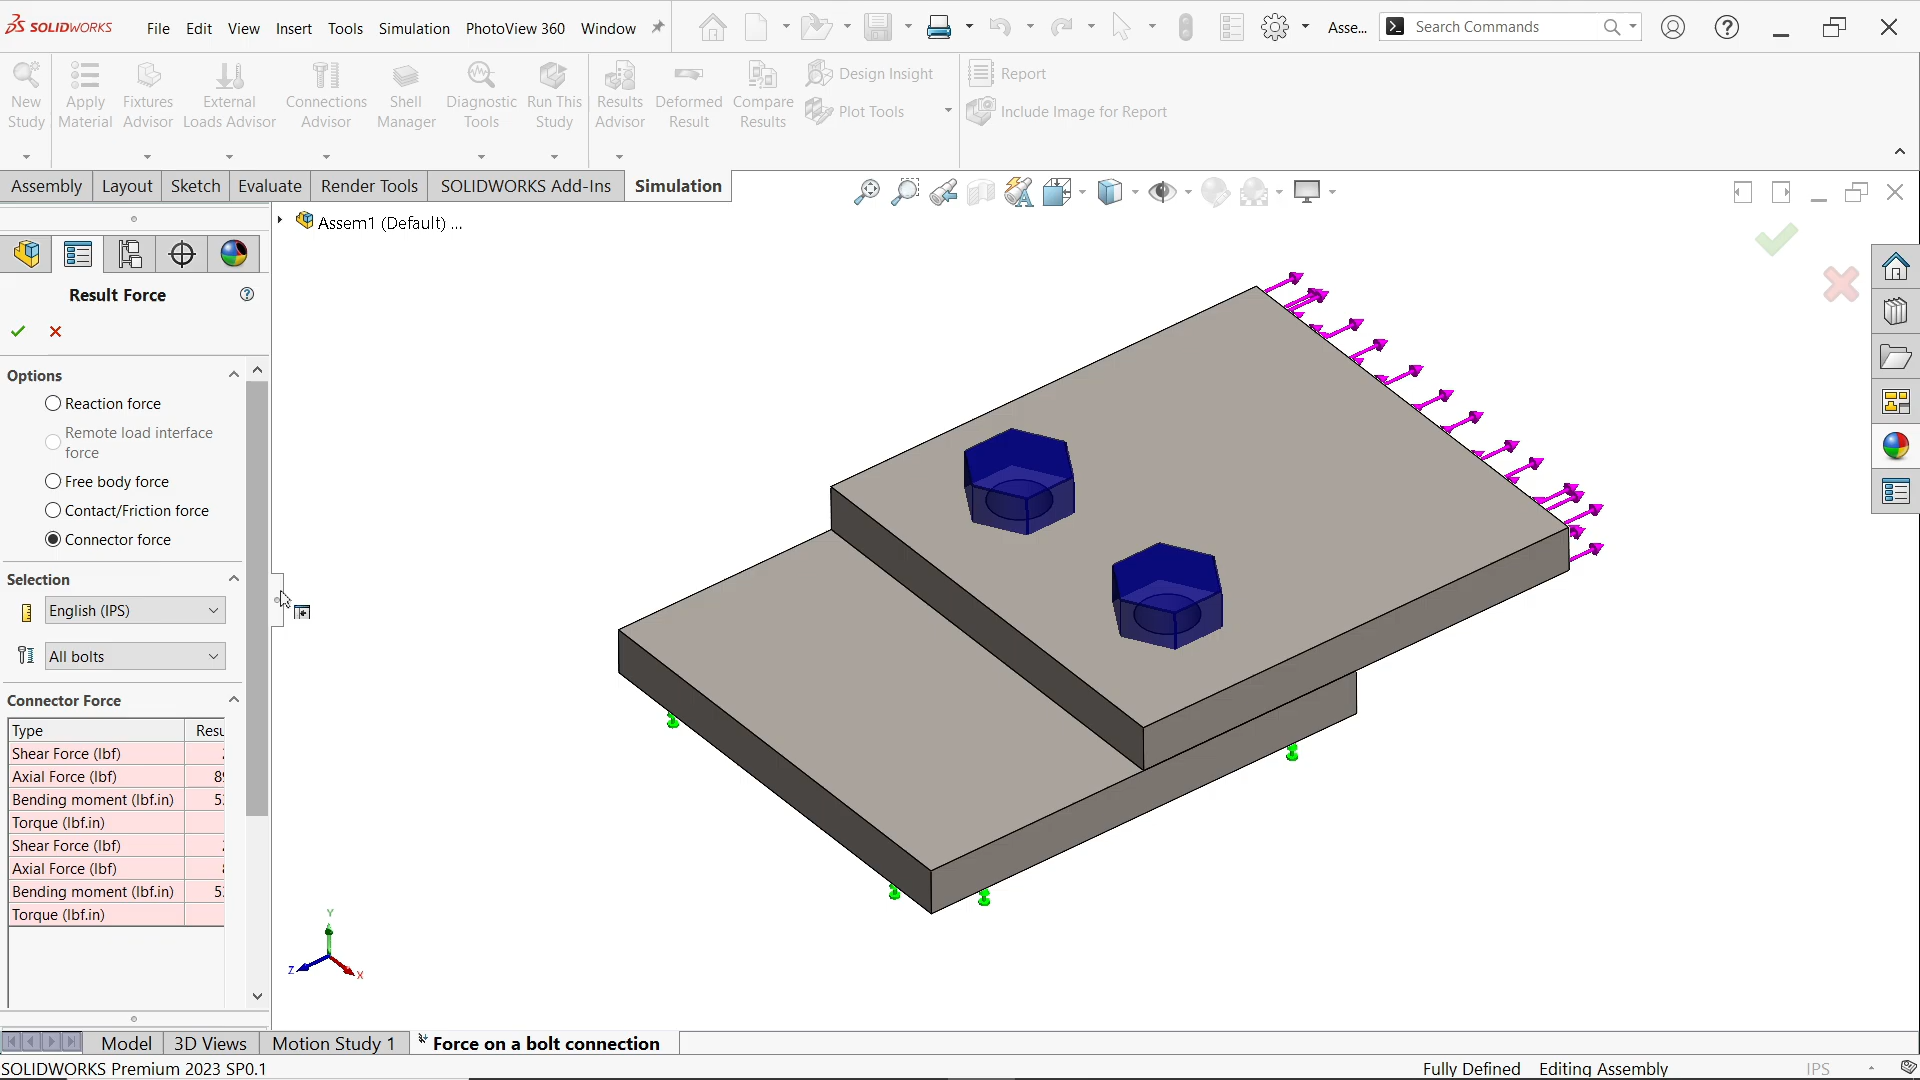 SOLIDWORKS
File Edit View Insert Tools Simulation PhotoView 360 Window
Asse...
Search Commands
New Study
Apply Material
Fixtures Advisor
External Loads Advisor
Connections Advisor
Shell Manager
Diagnostic Tools
Run This Study
Results Advisor
Deformed Result
Compare Results
Design Insight
Plot Tools
Report
Include Image for Report
Assembly Layout Sketch Evaluate Render Tools SOLIDWORKS Add-Ins Simulation
Assem1 (Default) ...
Result Force
Options
Reaction force
Remote load interface
force
Free body force
Contact/Friction force
Connector force
Selection
English (IPS)
All bolts
Connector Force
Type
Shear Force (lbf)
Axial Force (lbf)
Bending moment (lbf.in)
Torque (lbf.in)
Shear Force (lbf)
Axial Force (lbf)
Bending moment (lbf.in)
Torque (lbf.in)
Y
Z
X
Model 3D Views Motion Study 1 Force on a bolt connection
SOLIDWORKS Premium 2023 SP0.1
Fully Defined Editing Assembly IPS